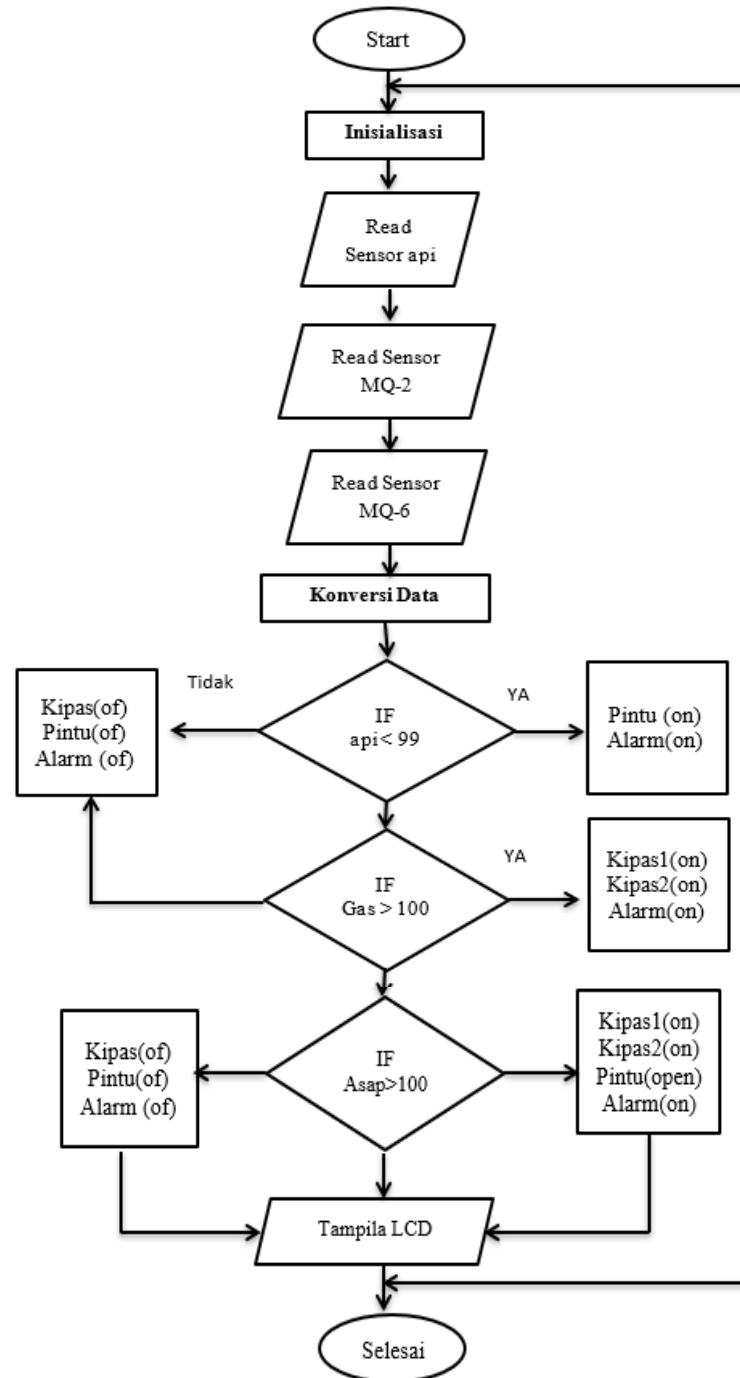 Start
Inisialisasi
Read
Sensor api
Read Sensor
MQ-2
Read Sensor
MQ-6
Konversi Data
Tidak
Kipas(of)
Pintu(of)
Alarm (of)
IF
api< 99
YA
Pintu (on)
Alarm(on)
IF
Gas > 100
YA
Kipas1(on)
Kipas2(on)
Alarm(on)
Kipas(of)
Pintu(of)
Alarm (of)
IF
Asap>100
Kipas1(on)
Kipas2(on)
Pintu(open)
Alarm(on)
Tampila LCD
Selesai